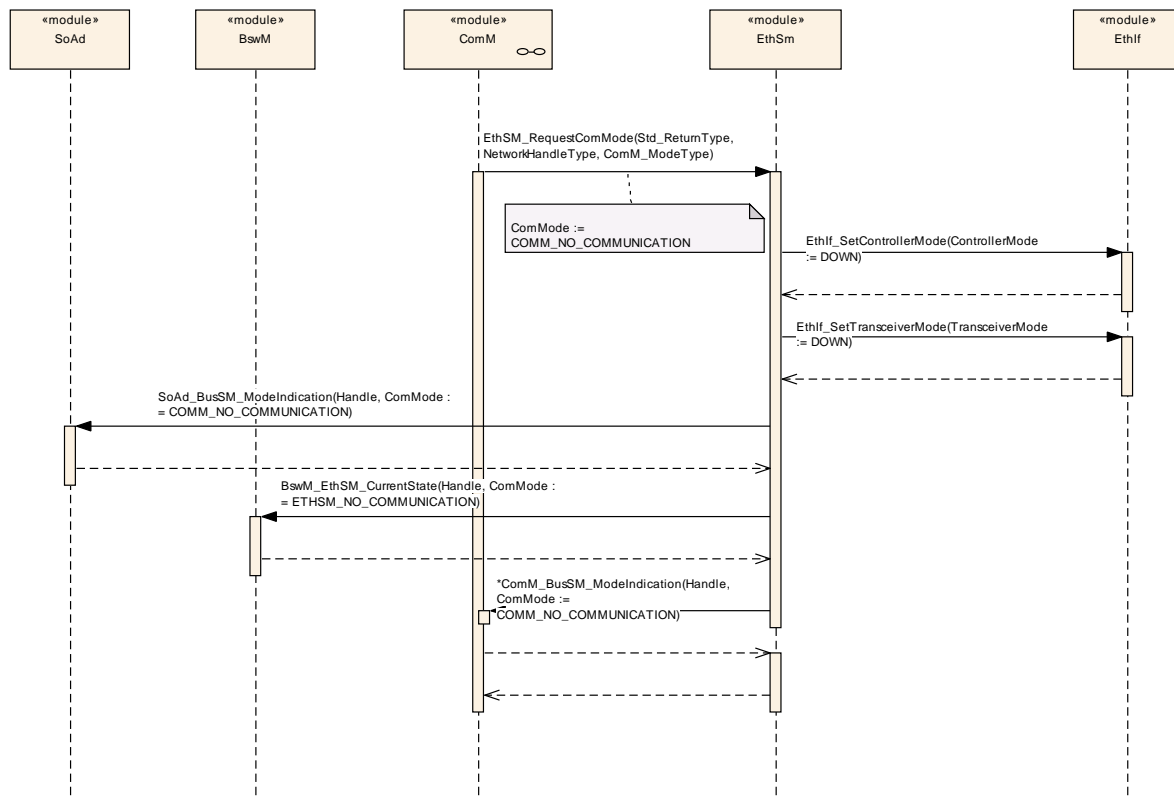 «module»
SoAd
«module»
BswM
«module»
ComM
«module»
EthSm
«module»
EthIf
EthSM_RequestComMode(Std_ReturnType,
NetworkHandleType, ComM_ModeType)
ComMode :=
COMM_NO_COMMUNICATION
EthIf_SetControllerMode(ControllerMode
:= DOWN)
EthIf_SetTransceiverMode(TransceiverMode
:= DOWN)
SoAd_BusSM_ModeIndication(Handle, ComMode :
= COMM_NO_COMMUNICATION)
BswM_EthSM_CurrentState(Handle, ComMode :
= ETHSM_NO_COMMUNICATION)
*ComM_BusSM_ModeIndication(Handle,
ComMode :=
COMM_NO_COMMUNICATION)